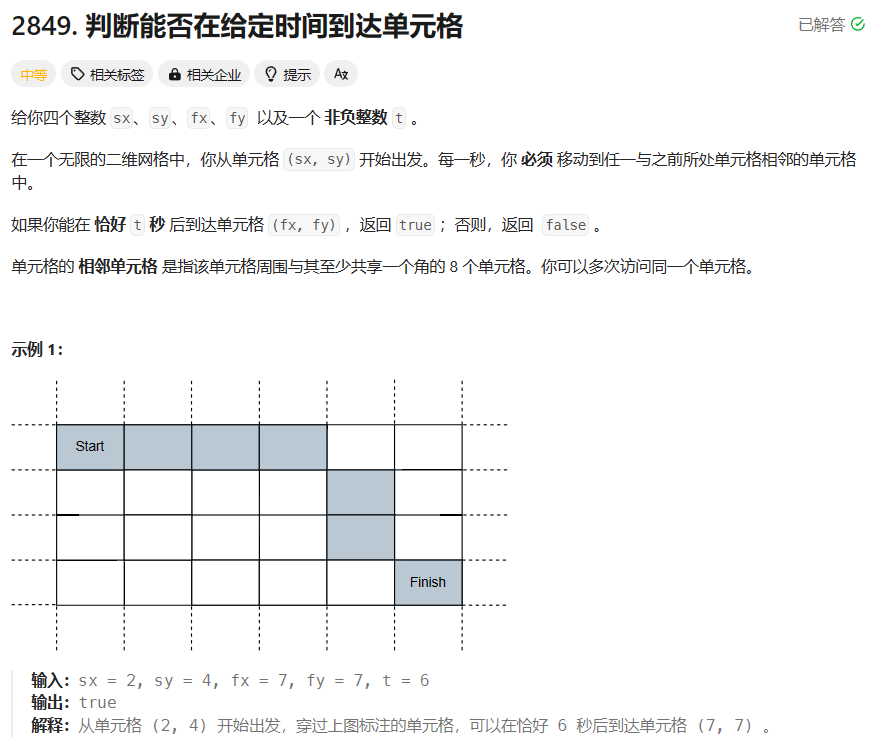 2849. 判断能否在给定时间到达单元格
已解答
中等 相关标签 相关企业 提示 Aあ
给你四个整数 sx、sy、fx、fy 以及一个 非负整数 t 。
在一个无限的二维网格中，你从单元格 (sx, sy) 开始出发。每一秒，你 必须 移动到任一与之前所处单元格相邻的单元格
中。
如果你能在 恰好 t 秒 后到达单元格 (fx, fy) ，返回 true ；否则，返回 false 。
单元格的 相邻单元格 是指该单元格周围与其至少共享一个角的 8 个单元格。你可以多次访问同一个单元格。
示例 1：
Start
Finish
输入：sx = 2, sy = 4, fx = 7, fy = 7, t = 6
输出：true
解释：从单元格 (2, 4) 开始出发，穿过上图标注的单元格，可以在恰好 6 秒后到达单元格 (7, 7) 。